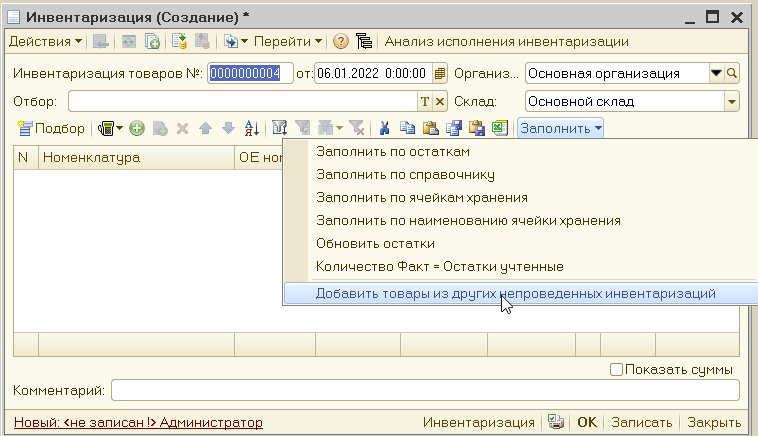 Инвентаризация (Создание) *
Действия Перейти ? Анализ исполнения инвентаризации
Инвентаризация товаров №: 0000000004 от: 06.01.2022 0:00:00 Организ... Основная организация
Отбор: T × Склад: Основной склад
Подбор Заполнить
N Номенклатура ОЕ ном
Заполнить по остаткам
Заполнить по справочнику
Заполнить по ячейкам хранения
Заполнить по наименованию ячейки хранения
Обновить остатки
Количество Факт = Остатки учтенные
Добавить товары из других непроведенных инвентаризаций
Показать суммы
Комментарий:
Новый: <не записан !> Администратор Инвентаризация OK Записать Закрыть